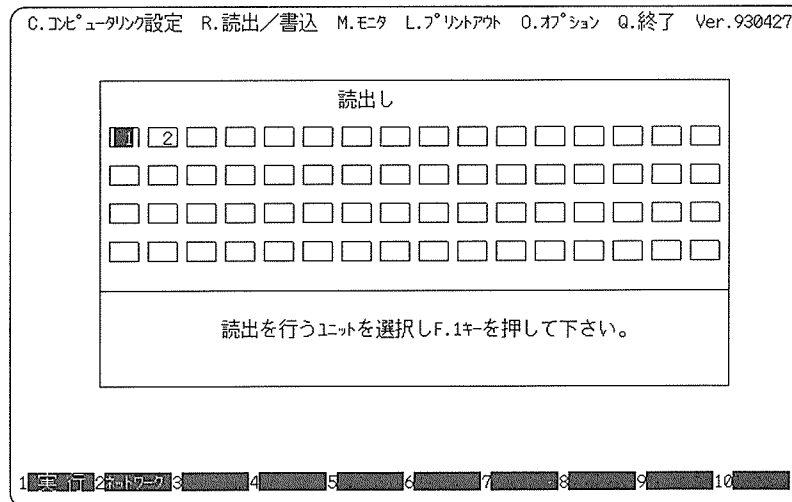 C.ｺﾝﾋﾟｭｰﾀﾘﾝｸ設定 R.読出／書込 M.ﾓﾆﾀ L.ﾌﾟﾘﾝﾄｱｳﾄ O.ｵﾌﾟｼｮﾝ Q.終了 Ver.930427
読出し
1 2
読出を行うﾕﾆｯﾄを選択しF.1ｷｰを押して下さい。
1 実 行 2ﾈｯﾄﾜｰｸ 3 4 5 6 7 8 9 10